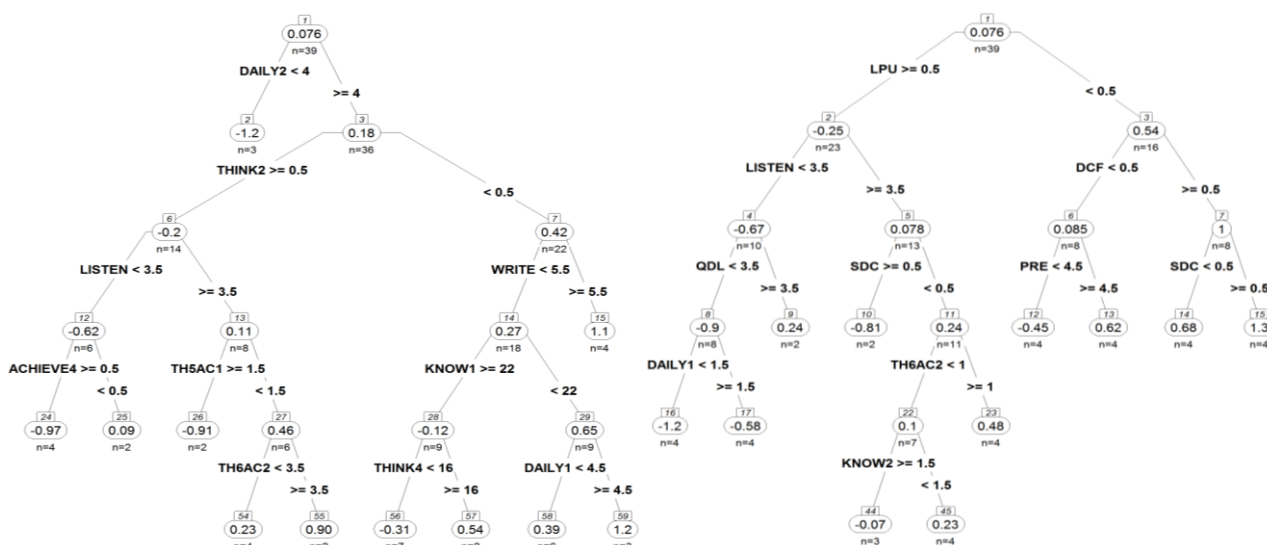 1
0.076
n=39
DAILY2 < 4
>= 4
2
3
-1.2
0.18
n=3
n=36
THINK2 >= 0.5
< 0.5
6
7
-0.2
0.42
n=14
n=22
LISTEN < 3.5
WRITE < 5.5
>= 3.5
>= 5.5
12
13
14
15
-0.62
0.11
0.27
1.1
n=6
n=8
n=18
n=4
ACHIEVE4 >= 0.5
TH5AC1 >= 1.5
KNOW1 >= 22
< 0.5
< 1.5
< 22
24
25
26
27
28
29
-0.97
0.09
-0.91
0.46
-0.12
0.65
n=4
n=2
n=2
n=6
n=9
n=9
TH6AC2 < 3.5
THINK4 < 16
DAILY1 < 4.5
>= 3.5
>= 16
>= 4.5
54
55
56
57
58
59
0.23
0.90
-0.31
0.54
0.39
1.2
1
0.076
n=39
LPU >= 0.5
< 0.5
2
3
-0.25
0.54
n=23
n=16
LISTEN < 3.5
DCF < 0.5
>= 3.5
>= 0.5
4
5
6
7
-0.67
0.078
0.085
1
n=10
n=13
n=8
n=8
QDL < 3.5
SDC >= 0.5
PRE < 4.5
SDC < 0.5
>= 3.5
< 0.5
>= 4.5
>= 0.5
8
9
10
11
12
13
14
15
-0.9
0.24
-0.81
0.24
-0.45
0.62
0.68
1.3
n=8
n=2
n=2
n=11
n=4
n=4
n=4
n=4
DAILY1 < 1.5
TH6AC2 < 1
>= 1.5
>= 1
16
17
22
23
-1.2
-0.58
0.1
0.48
n=4
n=4
n=7
n=4
KNOW2 >= 1.5
< 1.5
44
45
-0.07
0.23
n=3
n=4